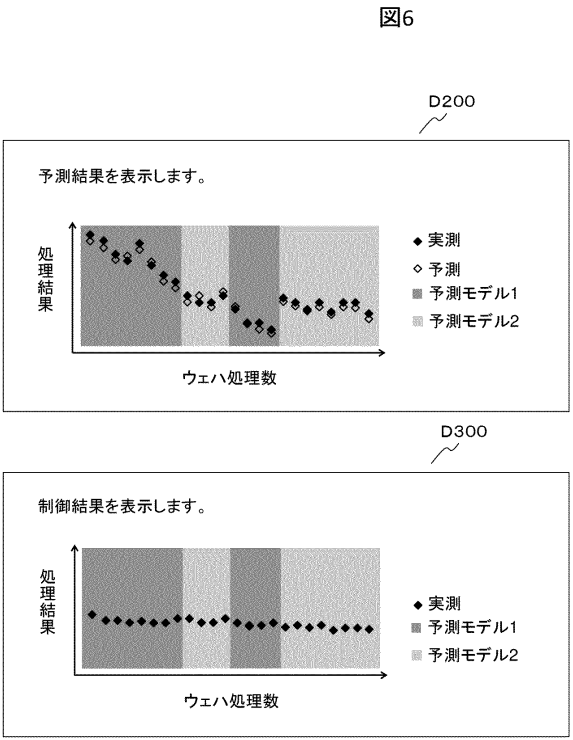 図6
D200
予測結果を表示します。
処理結果
ウェハ処理数
実測
予測
予測モデル1
予測モデル2
D300
制御結果を表示します。
処理結果
ウェハ処理数
実測
予測モデル1
予測モデル2